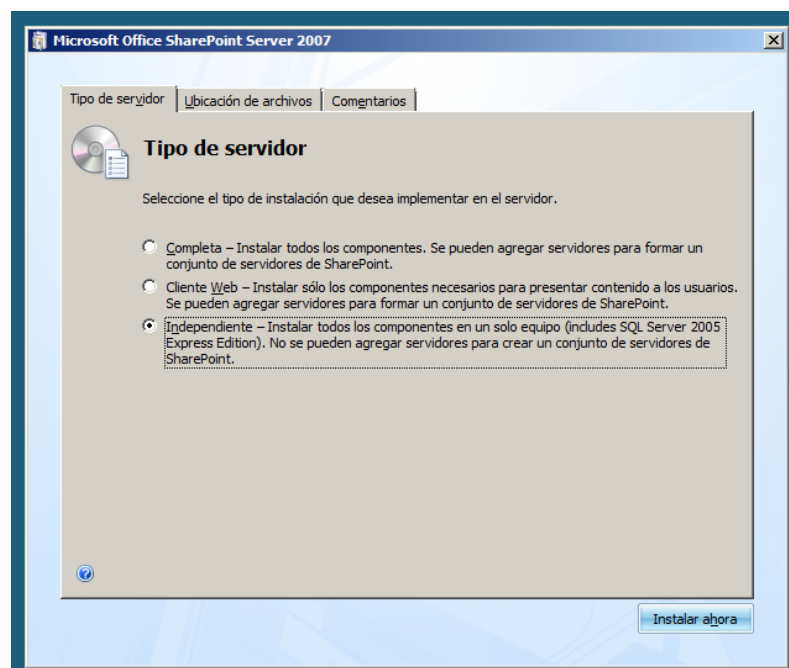 Microsoft Office SharePoint Server 2007
Tipo de servidor
Ubicación de archivos
Comentarios
Tipo de servidor
Seleccione el tipo de instalación que desea implementar en el servidor.
Completa – Instalar todos los componentes. Se pueden agregar servidores para formar un
conjunto de servidores de SharePoint.
Cliente Web – Instalar sólo los componentes necesarios para presentar contenido a los usuarios.
Se pueden agregar servidores para formar un conjunto de servidores de SharePoint.
Independiente – Instalar todos los componentes en un solo equipo (includes SQL Server 2005
Express Edition). No se pueden agregar servidores para crear un conjunto de servidores de
SharePoint.
Instalar ahora